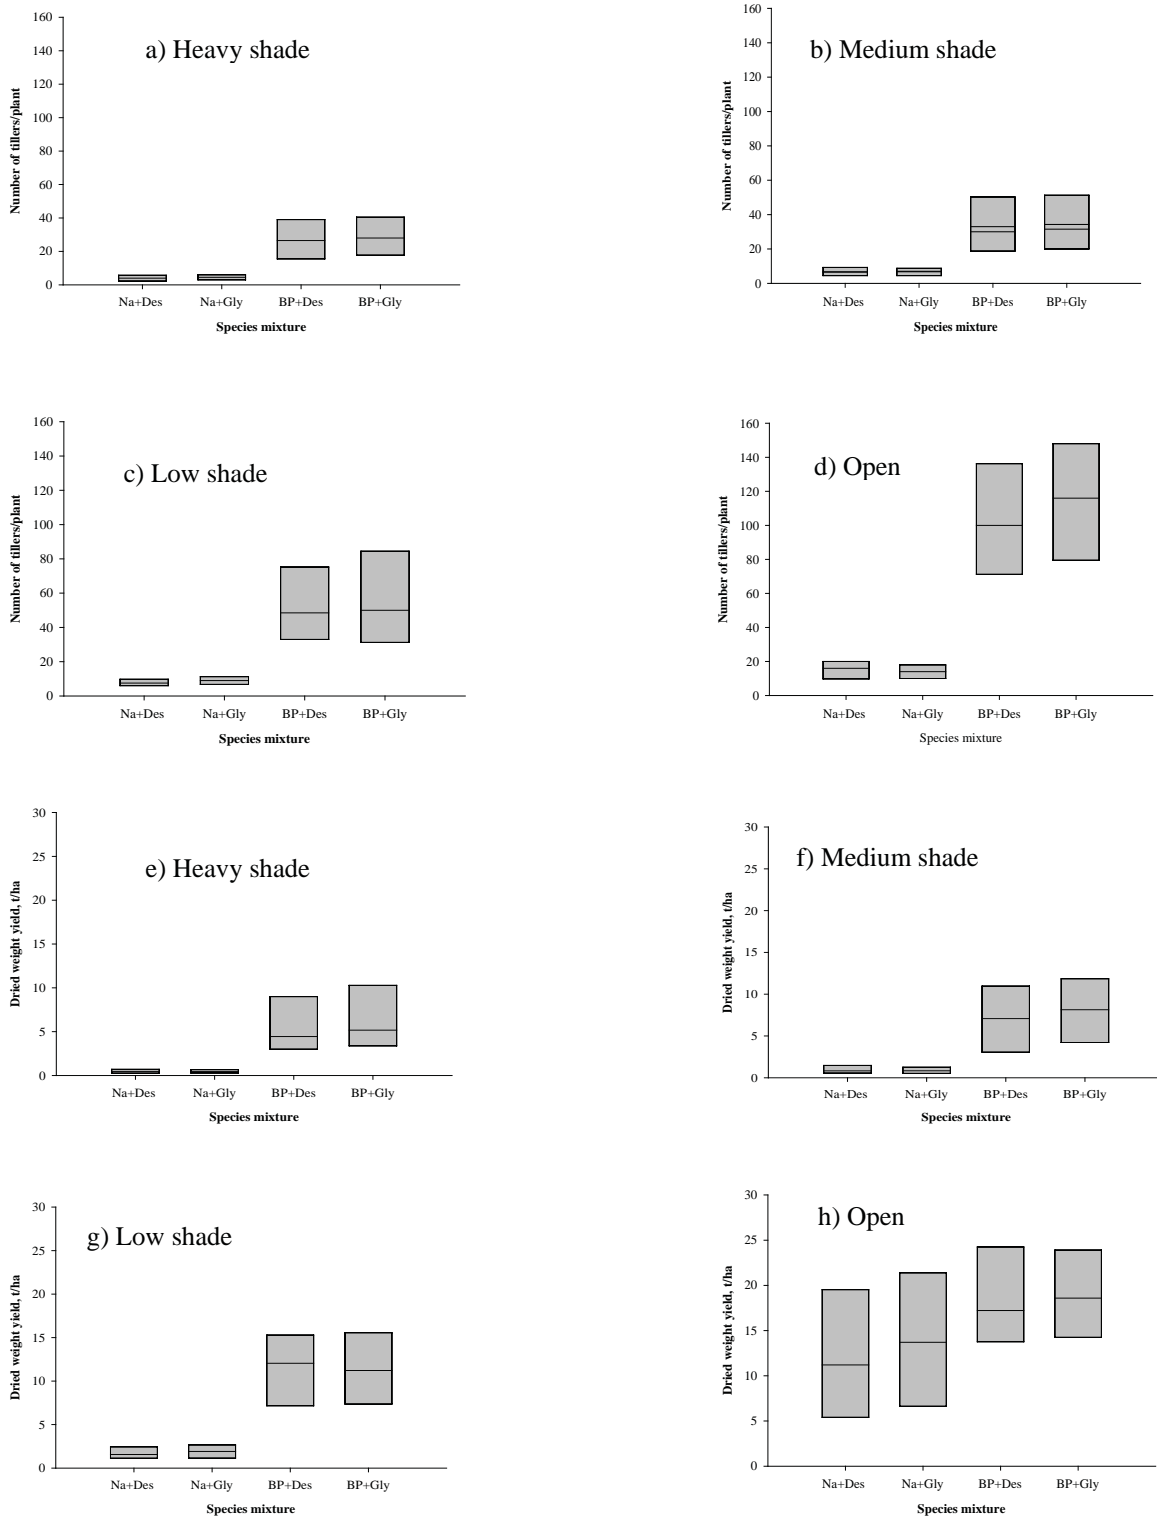 a) Heavy shade
Number of tillers/plant
160
140
120
100
80
60
40
20
0
Na+Des Na+Gly BP+Des BP+Gly
Species mixture
b) Medium shade
Number of tillers/plant
160
140
120
100
80
60
40
20
0
Na+Des Na+Gly BP+Des BP+Gly
Species mixture
c) Low shade
Number of tillers/plant
160
140
120
100
80
60
40
20
0
Na+Des Na+Gly BP+Des BP+Gly
Species mixture
d) Open
Number of tillers/plant
160
140
120
100
80
60
40
20
0
Na+Des Na+Gly BP+Des BP+Gly
Species mixture
e) Heavy shade
Dried weight yield, t/ha
30
25
20
15
10
5
0
Na+Des Na+Gly BP+Des BP+Gly
Species mixture
f) Medium shade
Dried weight yield, t/ha
30
25
20
15
10
5
0
Na+Des Na+Gly BP+Des BP+Gly
Species mixture
g) Low shade
Dried weight yield, t/ha
30
25
20
15
10
5
0
Na+Des Na+Gly BP+Des BP+Gly
Species mixture
h) Open
Dried weight yield, t/ha
30
25
20
15
10
5
0
Na+Des Na+Gly BP+Des BP+Gly
Species mixture